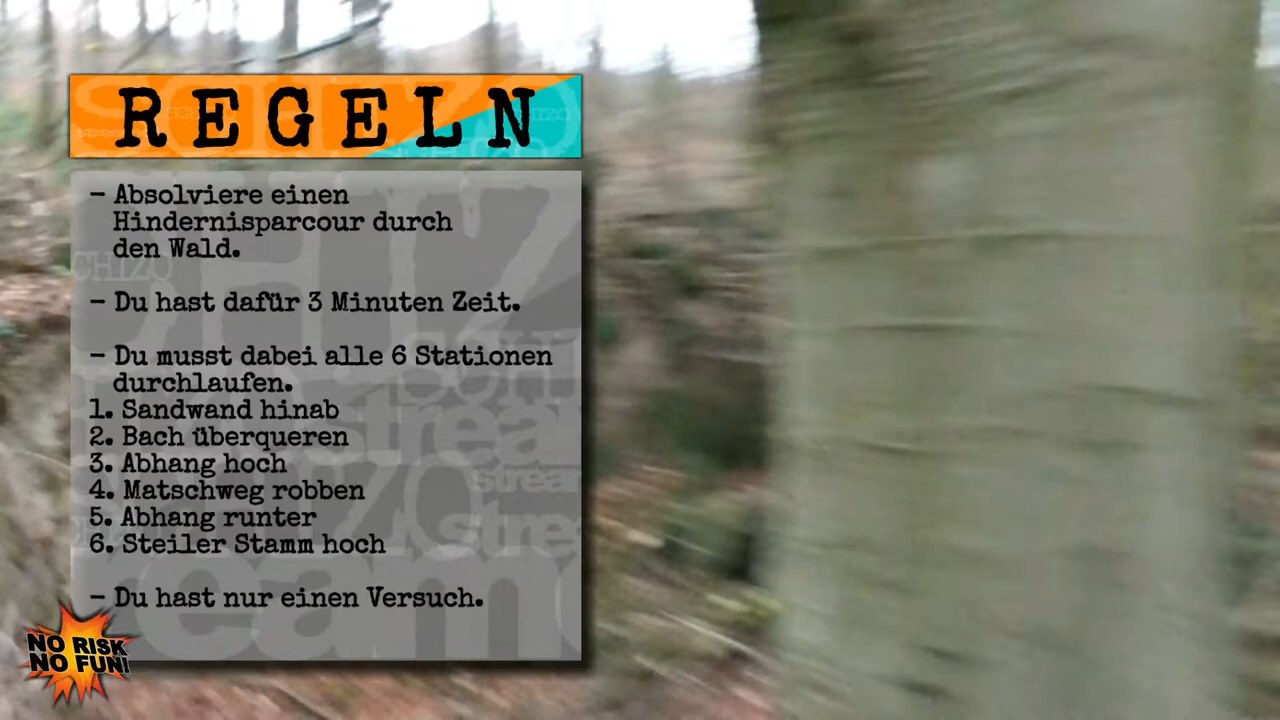 REGELN
- Absolviere einen
Hindernisparcour durch
den Wald.
- Du hast dafür 3 Minuten Zeit.
- Du musst dabei alle 6 Stationen
durchlaufen.
1. Sandwand hinab
2. Bach überqueren
3. Abhang hoch
4. Matschweg robben
5. Abhang runter
6. Steiler Stamm hoch
- Du hast nur einen Versuch.
NO RISK
NO FUN!